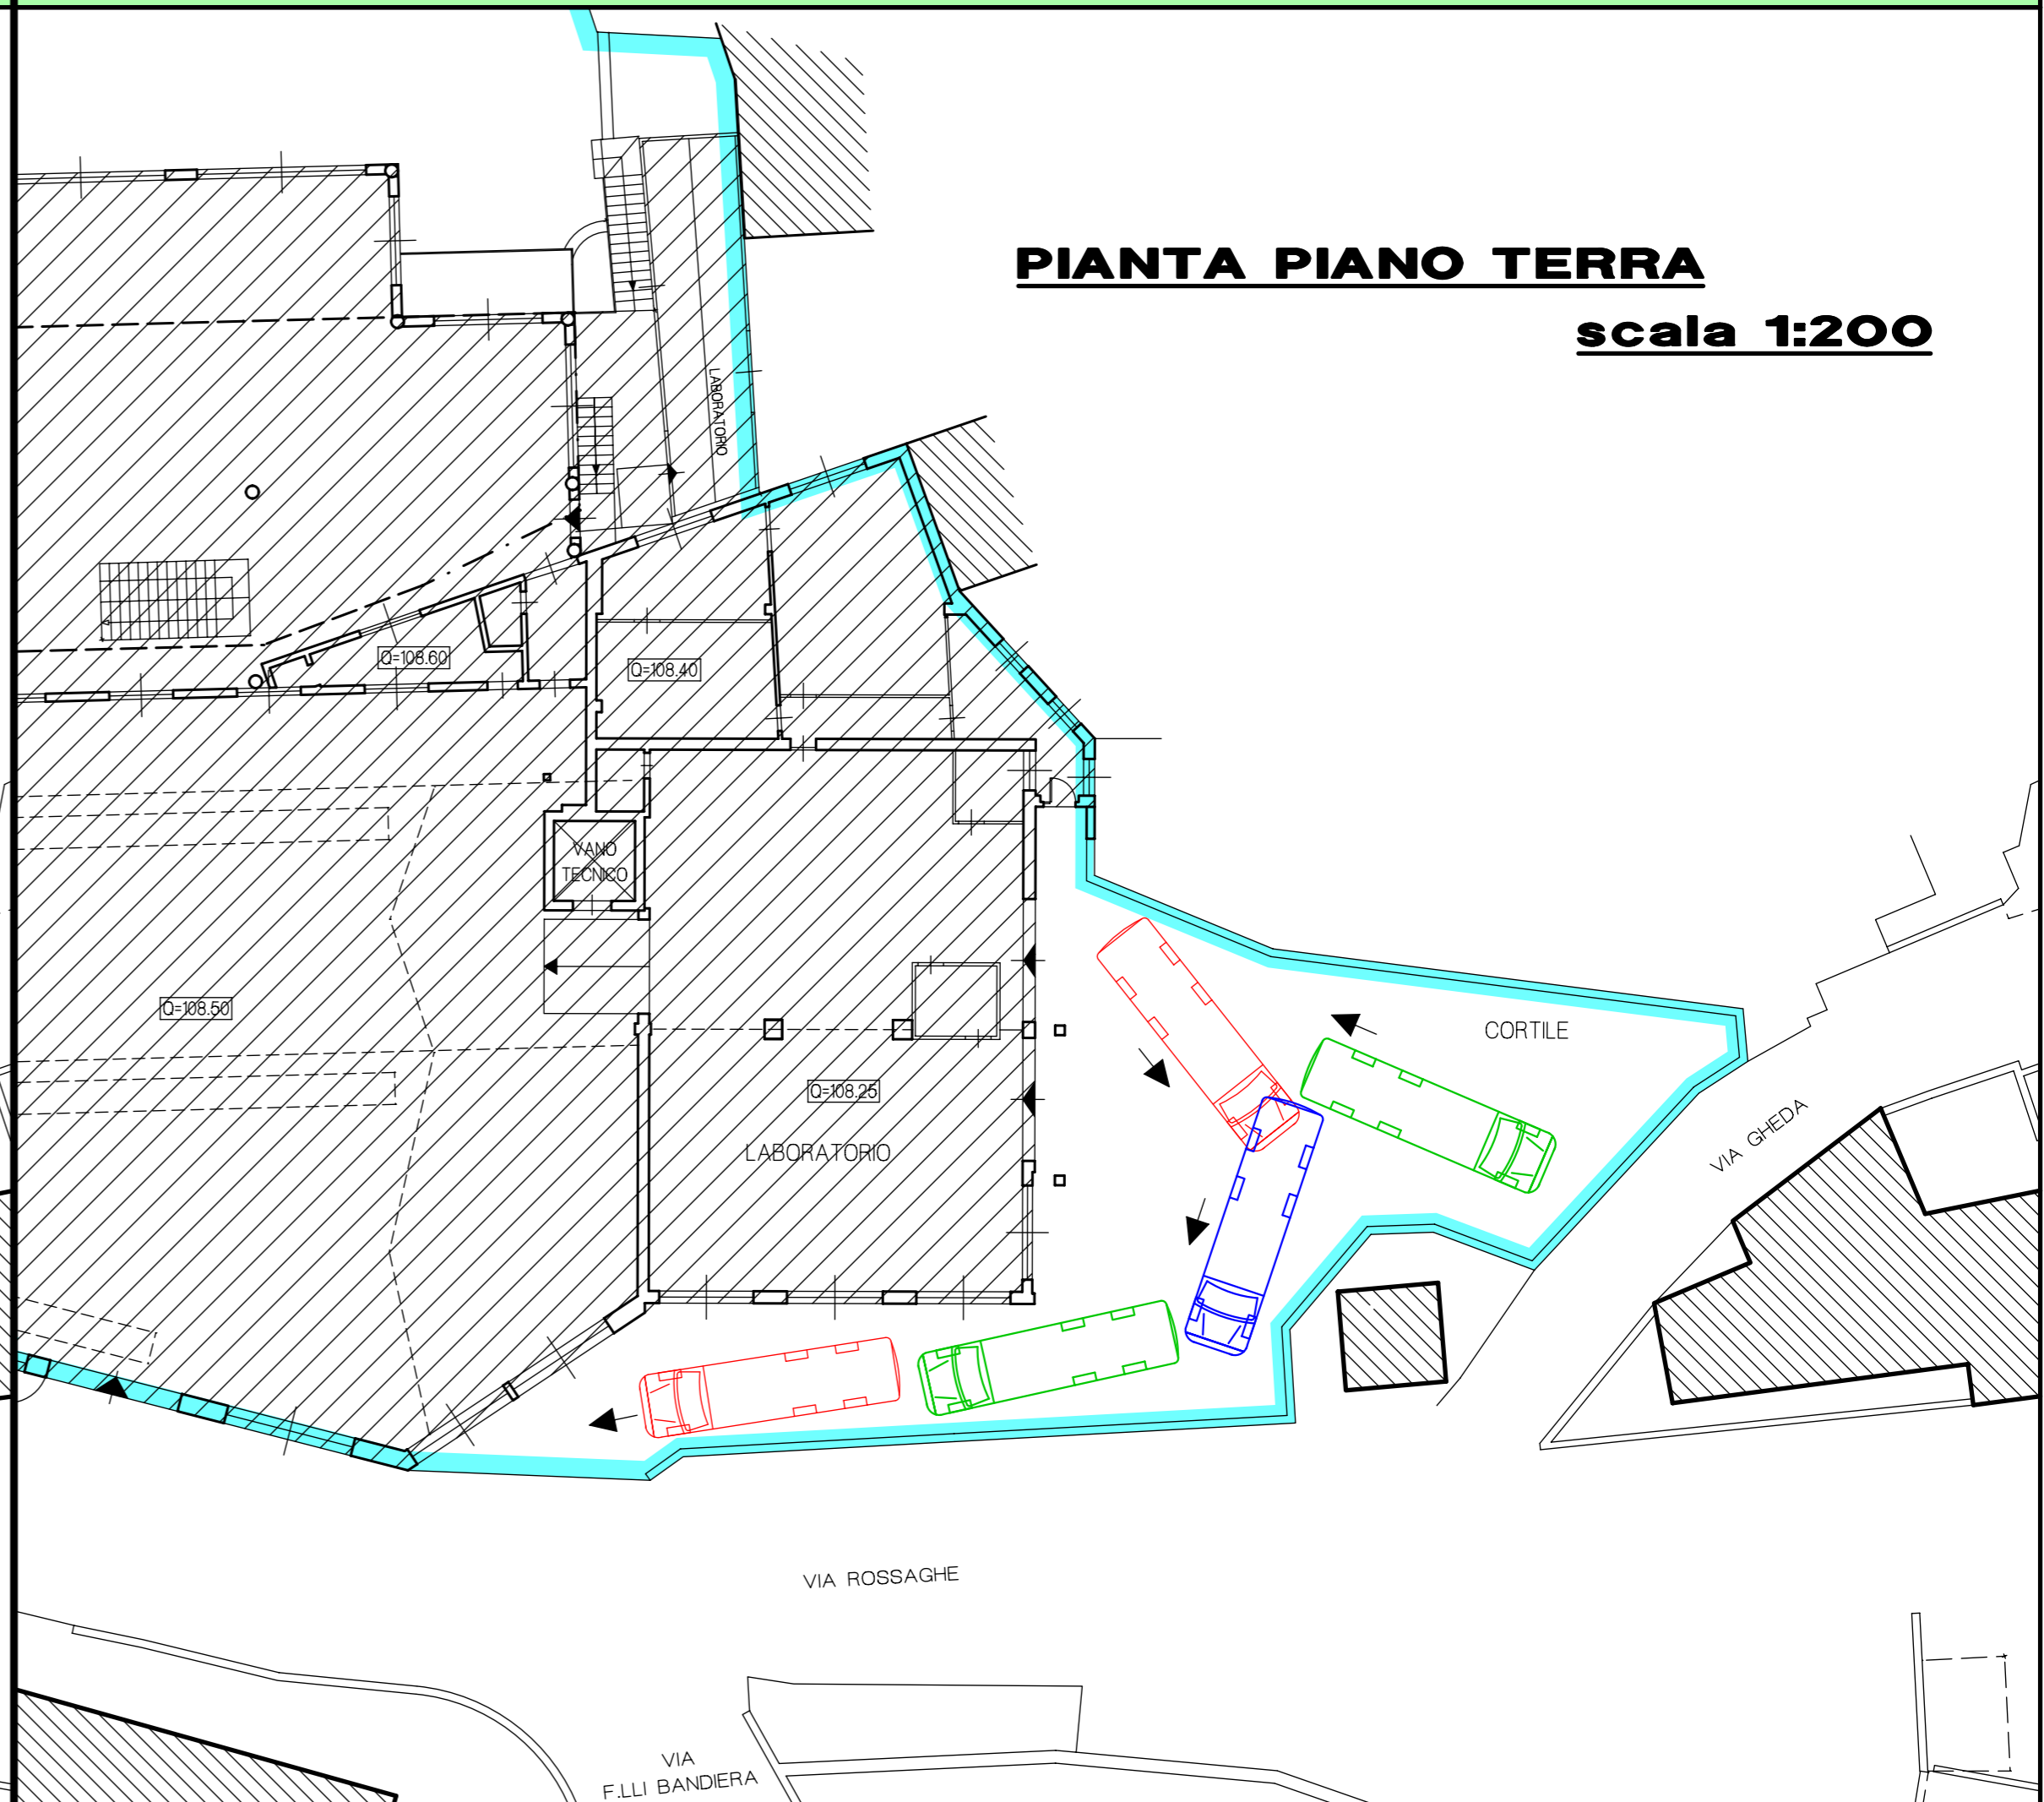 PIANTA PIANO TERRA
scala 1:200
LABORATORIO
Q=108.60
Q=108.40
VANO
TECNICO
Q=108.50
CORTILE
Q=108.25
LABORATORIO
VIA GHEDA
VIA ROSSAGHE
VIA
F.LLI BANDIERA